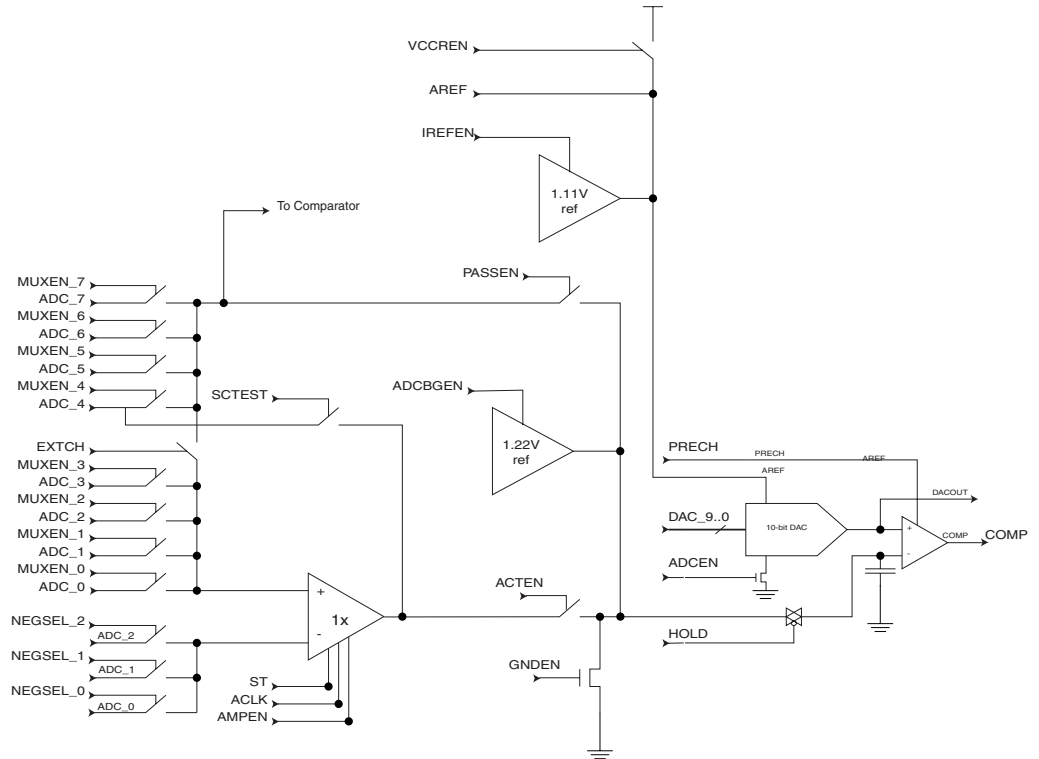 VCCREN
AREF
IREFEN
1.11V
ref
To Comparator
PASSEN
MUXEN_7
ADC_7
MUXEN_6
ADC_6
MUXEN_5
ADC_5
MUXEN_4
ADC_4
SCTEST
ADCBGEN
1.22V
ref
EXTCH
MUXEN_3
ADC_3
MUXEN_2
ADC_2
MUXEN_1
ADC_1
MUXEN_0
ADC_0
PRECH
PRECH
AREF
AREF
DACOUT
DAC_9..0
10-bit DAC
+
-
COMP
COMP
ADCEN
ACTEN
+
-
1x
NEGSEL_2
ADC_2
NEGSEL_1
ADC_1
NEGSEL_0
ADC_0
HOLD
GNDEN
ST
ACLK
AMPEN